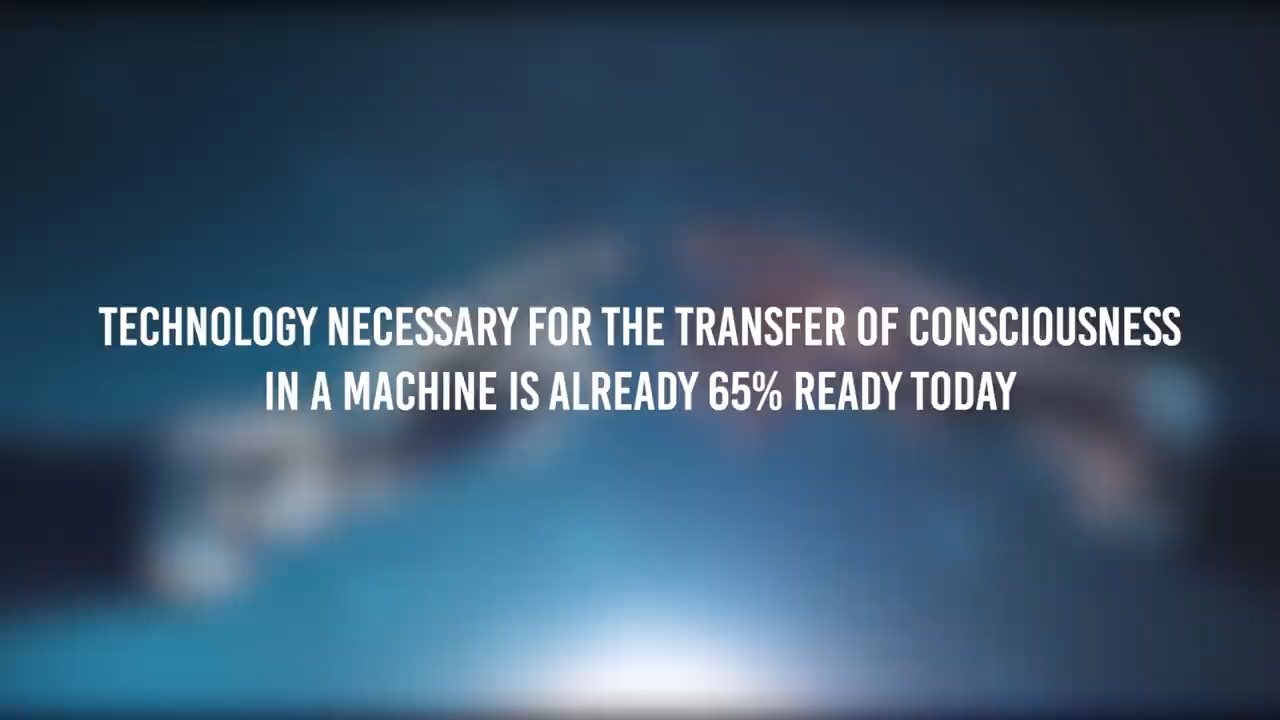 TECHNOLOGY NECESSARY FOR THE TRANSFER OF CONSCIOUSNESS
IN A MACHINE IS ALREADY 65% READY TODAY